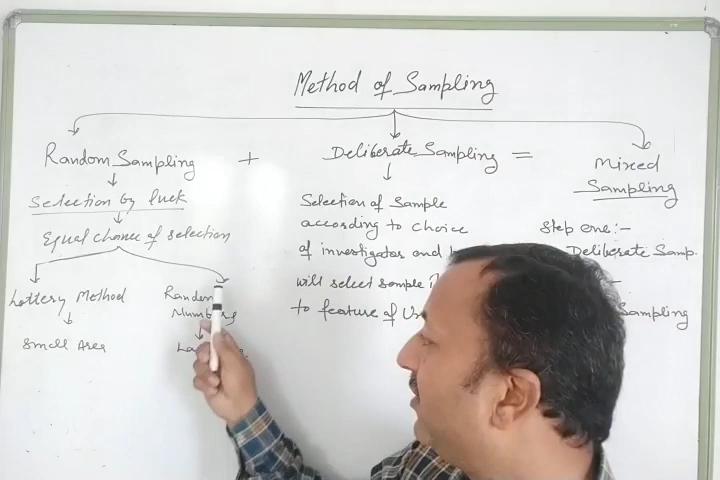 Method of Sampling
Random Sampling + Deliberate Sampling = Mixed
Sampling
Selection by luck
Equal chance of selection
Lottery Method
Small Area
Random
Numbers
Selection of Sample
according to choice
of investigator and
will select sample
to feature of
Step one:-
Deliberate Samp.
Sampling